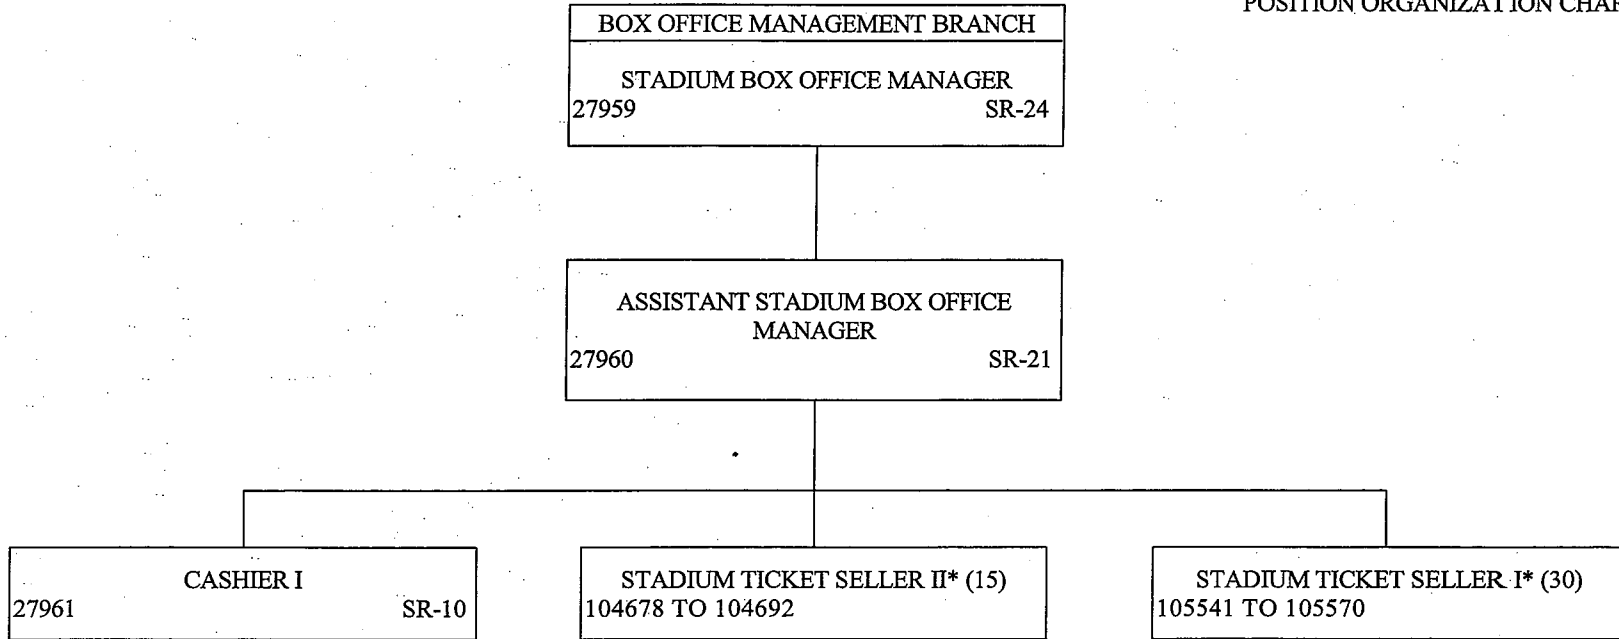 POSITION ORGANIZATION CHAR
BOX OFFICE MANAGEMENT BRANCH
STADIUM BOX OFFICE MANAGER
27959 SR-24
ASSISTANT STADIUM BOX OFFICE
MANAGER
27960 SR-21
CASHIER I
27961 SR-10
STADIUM TICKET SELLER II* (15)
104678 TO 104692
STADIUM TICKET SELLER I* (30)
105541 TO 105570